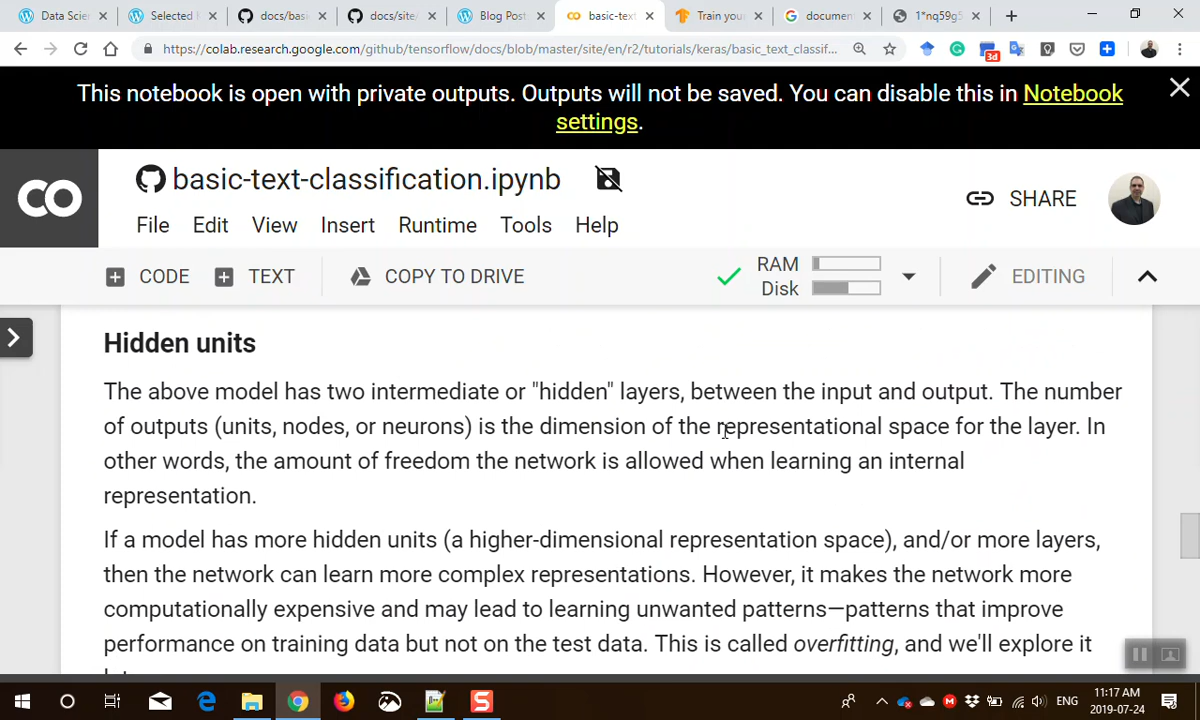 Data Scien
Selected
docs/basi
docs/site/
Blog Post
basic-text
Train your
document
1*nq59g5
https://colab.research.google.com/github/tensorflow/docs/blob/master/site/en/r2/tutorials/keras/basic_text_classif...
3d
This notebook is open with private outputs. Outputs will not be saved. You can disable this in Notebook
settings.
CO
basic-text-classification.ipynb
SHARE
File Edit View Insert Runtime Tools Help
CODE TEXT COPY TO DRIVE
RAM
Disk
EDITING
Hidden units
The above model has two intermediate or "hidden" layers, between the input and output. The number
of outputs (units, nodes, or neurons) is the dimension of the representational space for the layer. In
other words, the amount of freedom the network is allowed when learning an internal
representation.
If a model has more hidden units (a higher-dimensional representation space), and/or more layers,
then the network can learn more complex representations. However, it makes the network more
computationally expensive and may lead to learning unwanted patterns—patterns that improve
performance on training data but not on the test data. This is called overfitting, and we'll explore it
ENG
11:17 AM
2019-07-24